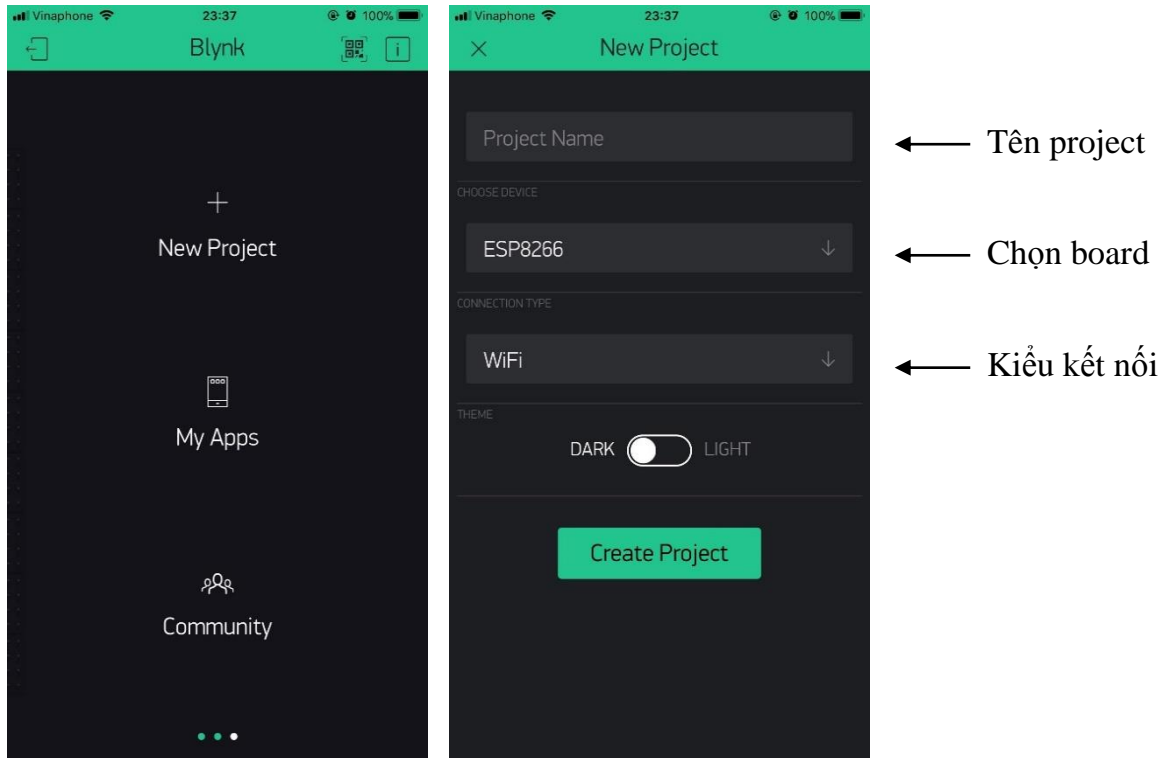 Vinaphone 23:37 100%
Blynk
New Project
My Apps
Community
Vinaphone 23:37 100%
New Project
Project Name
CHOOSE DEVICE
ESP8266
CONNECTION TYPE
WiFi
THEME
DARK LIGHT
Create Project
Tên project
Chọn board
Kiểu kết nối